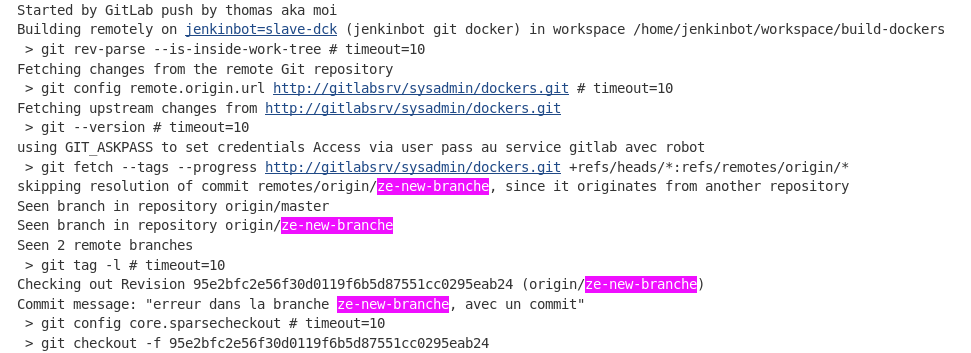 Started by GitLab push by thomas aka moi
Building remotely on jenkinbot=slave-dck (jenkinbot git docker) in workspace /home/jenkinbot/workspace/build-dockers
> git rev-parse --is-inside-work-tree # timeout=10
Fetching changes from the remote Git repository
> git config remote.origin.url http://gitlabsrv/sysadmin/dockers.git # timeout=10
Fetching upstream changes from http://gitlabsrv/sysadmin/dockers.git
> git --version # timeout=10
using GIT_ASKPASS to set credentials Access via user pass au service gitlab avec robot
> git fetch --tags --progress http://gitlabsrv/sysadmin/dockers.git +refs/heads/*:refs/remotes/origin/*
skipping resolution of commit remotes/origin/ze-new-branche, since it originates from another repository
Seen branch in repository origin/master
Seen branch in repository origin/ze-new-branche
Seen 2 remote branches
> git tag -l # timeout=10
Checking out Revision 95e2bfc2e56f30d0119f6b5d87551cc0295eab24 (origin/ze-new-branche)
Commit message: "erreur dans la branche ze-new-branche, avec un commit"
> git config core.sparsecheckout # timeout=10
> git checkout -f 95e2bfc2e56f30d0119f6b5d87551cc0295eab24